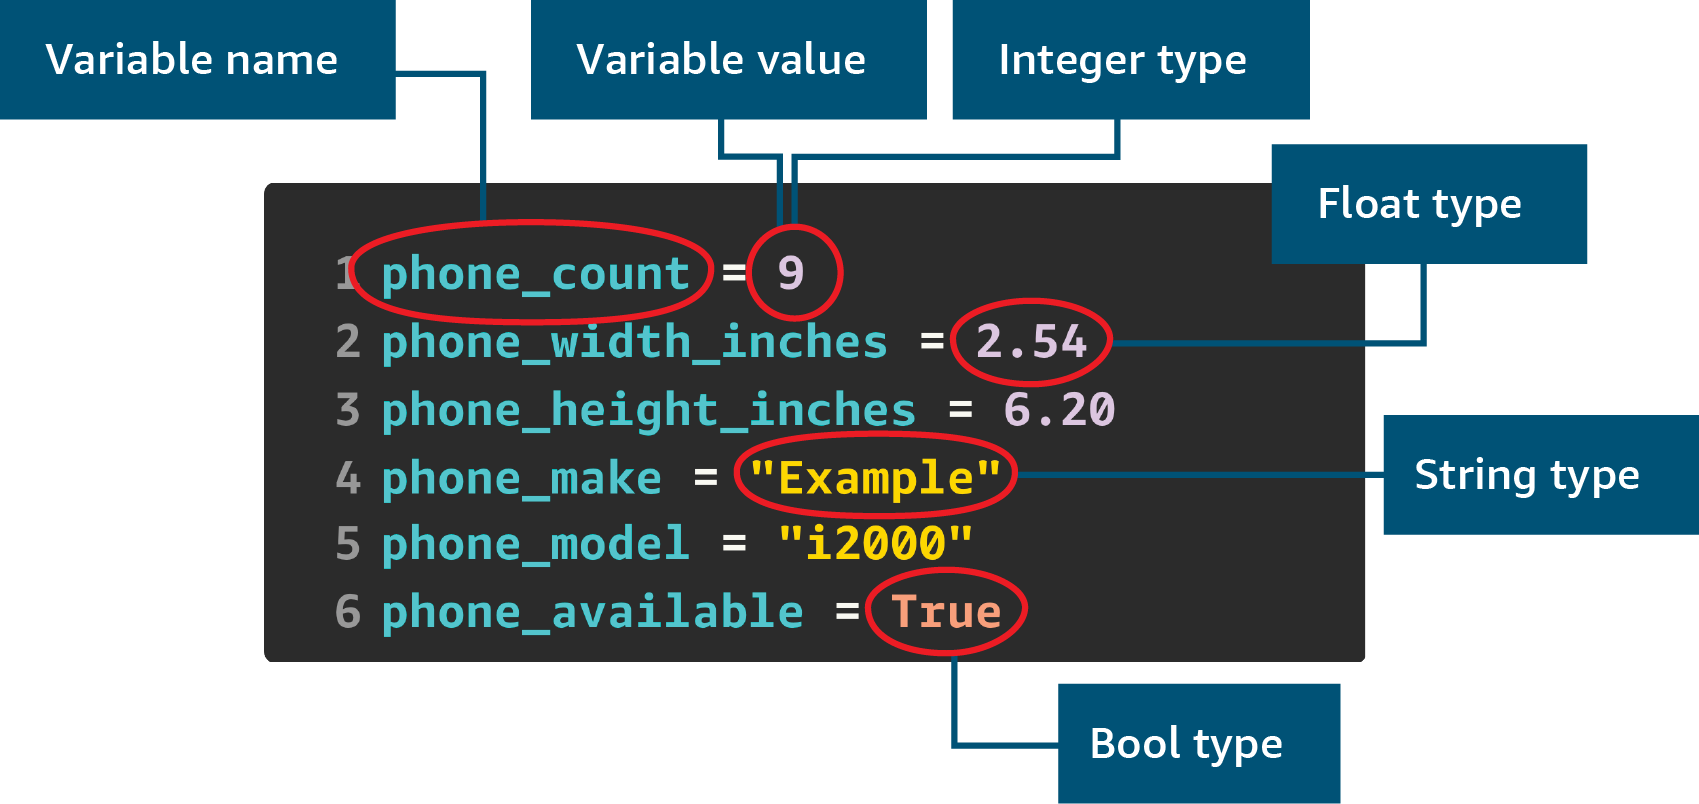 Variable name
Variable value
Integer type
Float type
1 phone_count = 9
2 phone_width_inches = 2.54
3 phone_height_inches = 6.20
4 phone_make = "Example"
String type
5 phone_model = "i2000"
6 phone_available = True
Bool type